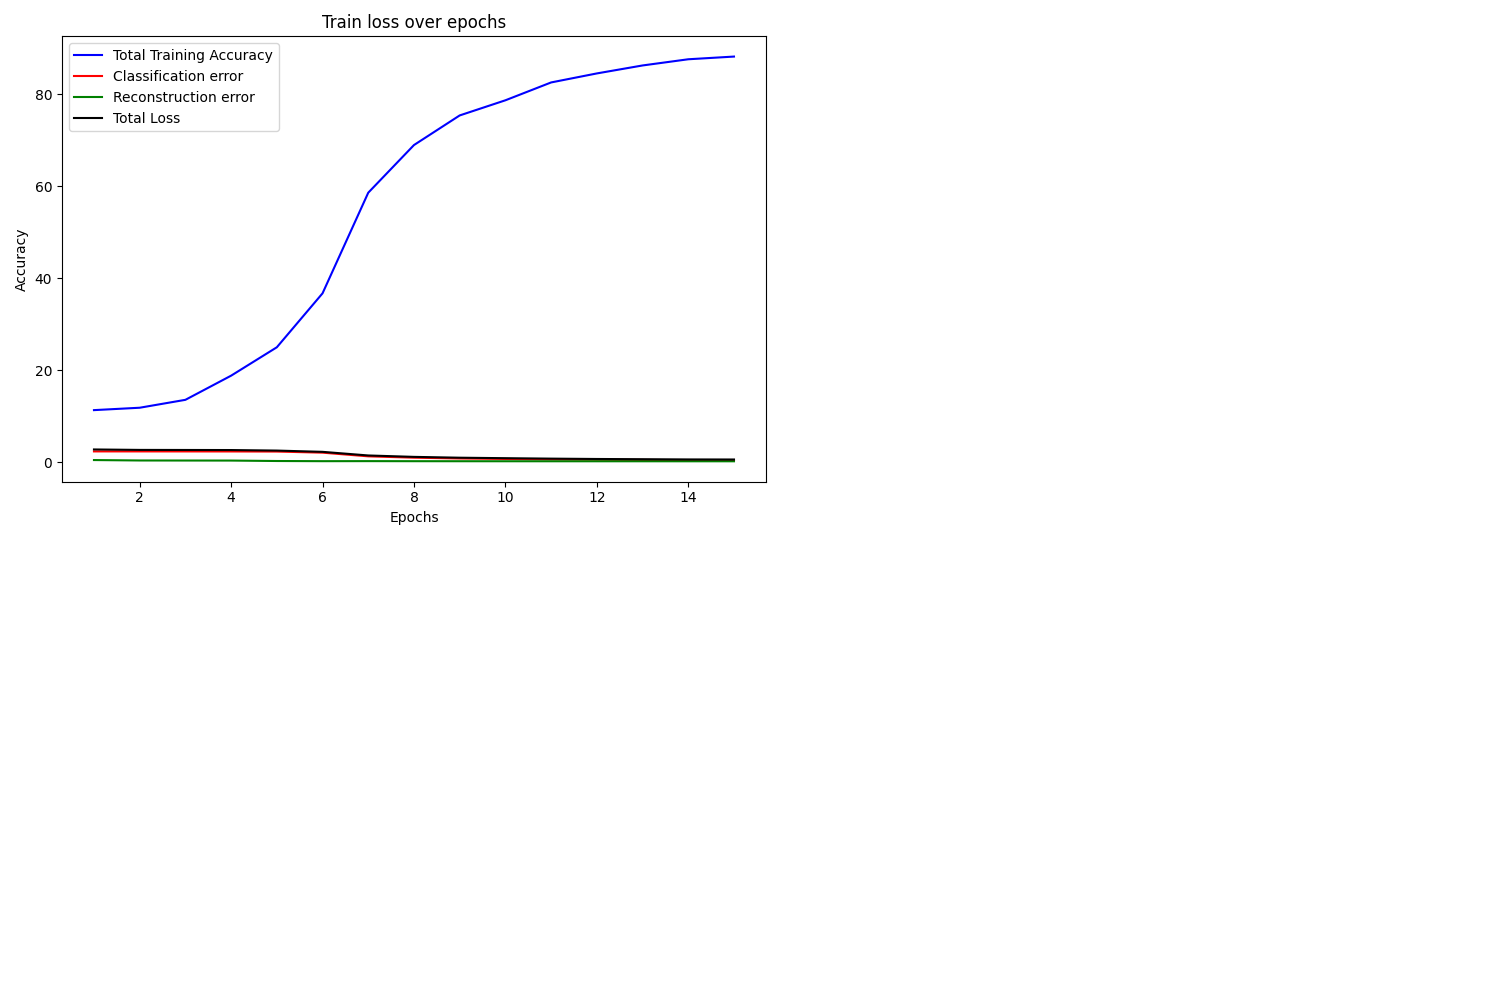 Train loss over epochs
Total Training Accuracy
Classification error
Reconstruction error
Total Loss
Accuracy
80
60
40
20
0
2 4 6 8 10 12 14
Epochs